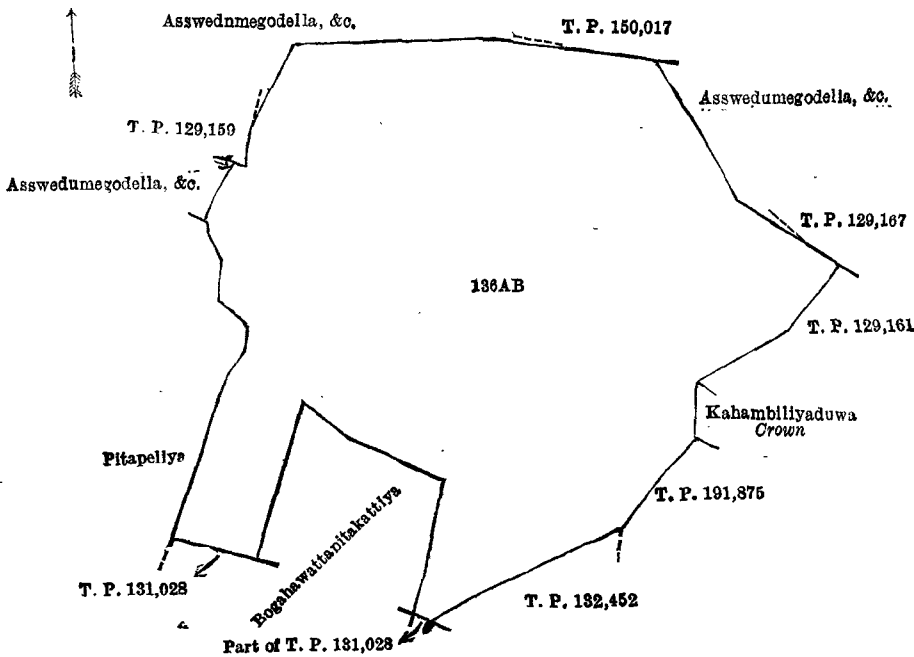 Asswednmegodella, &c.
T. P. 150,017
Asswedumegodella, &c.
T. P. 129,159
Asswedumegodella, &c.
T. P. 129,167
136AB
T. P. 129,161
Kahambiliyaduwa
Crown
Pitapeliya
T. P. 191,875
Bogahawattapitakattiya
T. P. 131,028
T. P. 132,452
Part of T. P. 131,028